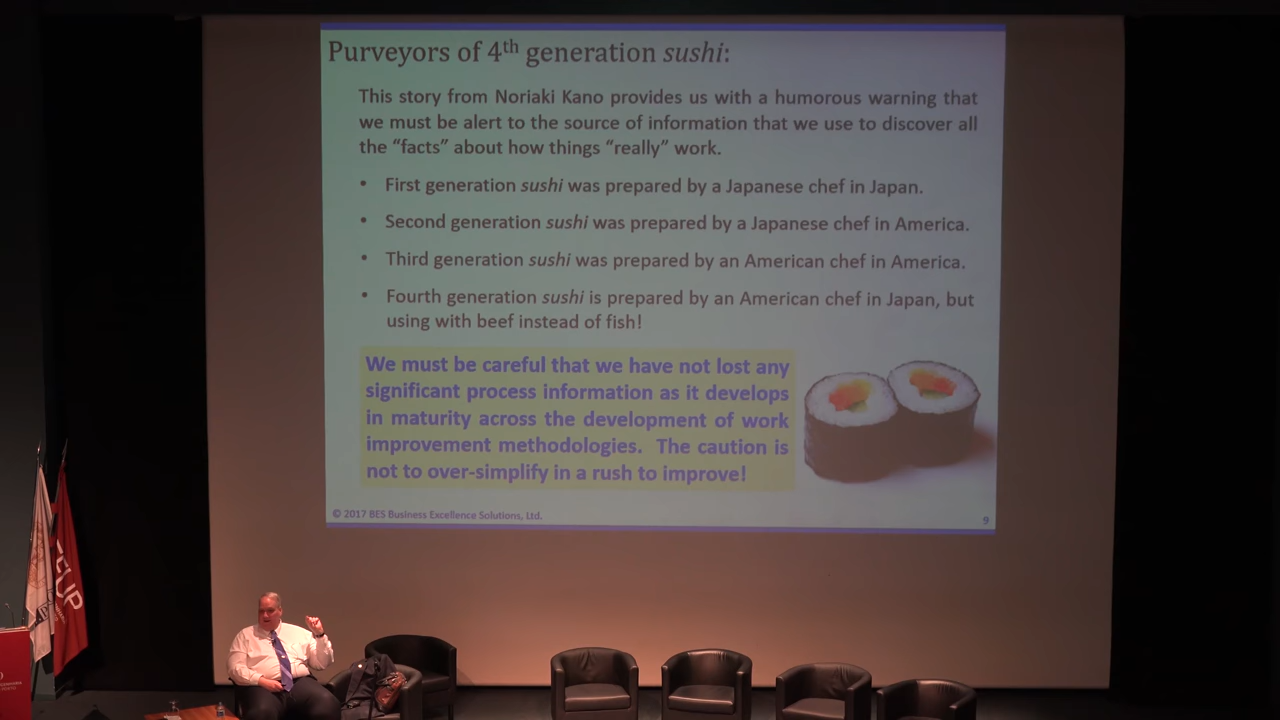 Purveyors of 4th generation sushi:
This story from Noriaki Kano provides us with a humorous warning that
we must be alert to the source of information that we use to discover all
the “facts” about how things “really” work.
• First generation sushi was prepared by a Japanese chef in Japan.
• Second generation sushi was prepared by a Japanese chef in America.
• Third generation sushi was prepared by an American chef in America.
• Fourth generation sushi is prepared by an American chef in Japan, but
using with beef instead of fish!
We must be careful that we have not lost any
significant process information as it develops
in maturity across the development of work
improvement methodologies. The caution is
not to over-simplify in a rush to improve!
© 2017 BES Business Excellence Solutions, Ltd.
9
FEUP